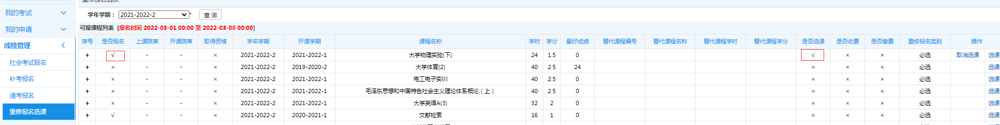 重修报名选课
我的考试
我的申请
成绩管理
社会考试报名
补考报名
清考报名
重修报名选课
学年学期： 2021-2022-2 * 查 询
可报课程列表 [报名时间 2022-03-01 00:00 至 2022-03-08 00:00]
序号 是否报名 上课院审 开课院审 取得资格 学年学期 开课学期 课程名称 学时 学分 最好成绩 替代课程编号 替代课程名称 替代课程学时 替代课程学分 是否选课 是否收费 是否缴费 重修报名类别 操作
+ √ - - × 2021-2022-2 2021-2022-1 大学物理实验(下) 24 1.5 0 √ × × 必选 取消选课 选课
+ × - - × 2021-2022-2 2019-2020-2 大学体育(2) 40 2.5 24 × × × 必选 选课
+ × - - × 2021-2022-2 2021-2022-1 电工电子实训 40 2.5 0 × × × 必选 选课
+ × - - × 2021-2022-2 2021-2022-1 毛泽东思想和中国特色社会主义理论体系概论（上） 40 2.5 0 × × × 必选 选课
+ × - - × 2021-2022-2 2021-2022-1 大学英语A(3) 32 2 0 × × × 必选 选课
+ √ - - × 2021-2022-2 2020-2021-1 文献检索 16 1 0 × × × 必选 选课